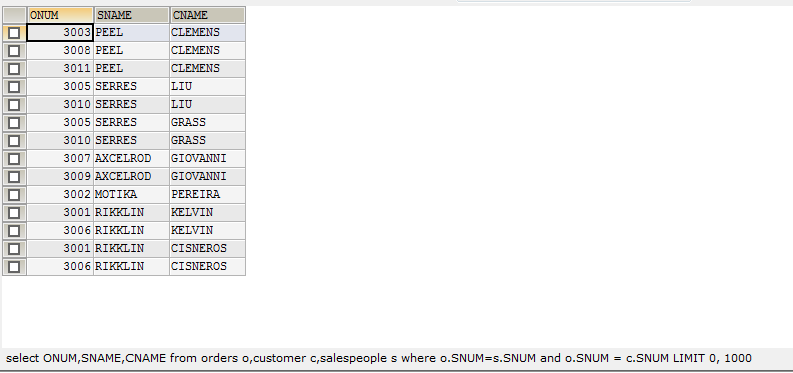 ONUM SNAME CNAME
3003 PEEL CLEMENS
3008 PEEL CLEMENS
3011 PEEL CLEMENS
3005 SERRES LIU
3010 SERRES LIU
3005 SERRES GRASS
3010 SERRES GRASS
3007 AXCELROD GIOVANNI
3009 AXCELROD GIOVANNI
3002 MOTIKA PEREIRA
3001 RIKKLIN KELVIN
3006 RIKKLIN KELVIN
3001 RIKKLIN CISNEROS
3006 RIKKLIN CISNEROS
select ONUM,SNAME,CNAME from orders o,customer c,salespeople s where o.SNUM=s.SNUM and o.SNUM = c.SNUM LIMIT 0, 1000